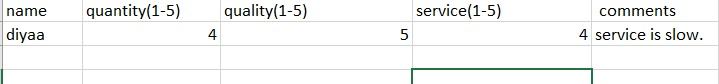 name quantity(1-5) quality(1-5) service(1-5) comments
diyaa 4 5 4 service is slow.